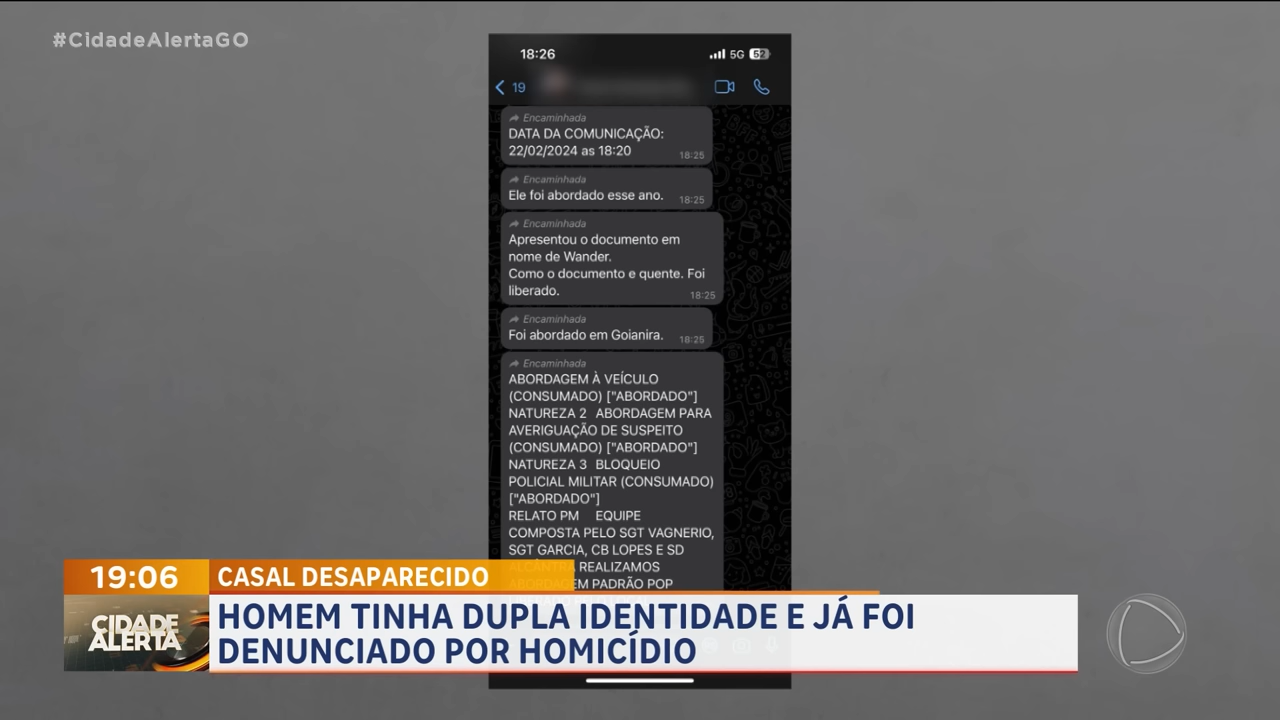 #CidadeAlertaGO
18:26
5G 52
19
Encaminhada
DATA DA COMUNICAÇÃO:
22/02/2024 as 18:20
18:25
Encaminhada
Ele foi abordado esse ano.
18:25
Encaminhada
Apresentou o documento em
nome de Wander.
Como o documento e quente. Foi
liberado.
18:25
Encaminhada
Foi abordado em Goianira.
18:25
Encaminhada
ABORDAGEM À VEÍCULO
(CONSUMADO) ["ABORDADO"]
NATUREZA 2 ABORDAGEM PARA
AVERIGUAÇÃO DE SUSPEITO
(CONSUMADO) ["ABORDADO"]
NATUREZA 3 BLOQUEIO
POLICIAL MILITAR (CONSUMADO)
["ABORDADO"]
RELATO PM EQUIPE
COMPOSTA PELO SGT VAGNERIO,
SGT GARCIA, CB LOPES E SD
ALCÂNTRA REALIZAMOS
ABORDAGEM PADRÃO POP
19:06
CASAL DESAPARECIDO
CIDADE
ALERTA
HOMEM TINHA DUPLA IDENTIDADE E JÁ FOI
DENUNCIADO POR HOMICÍDIO